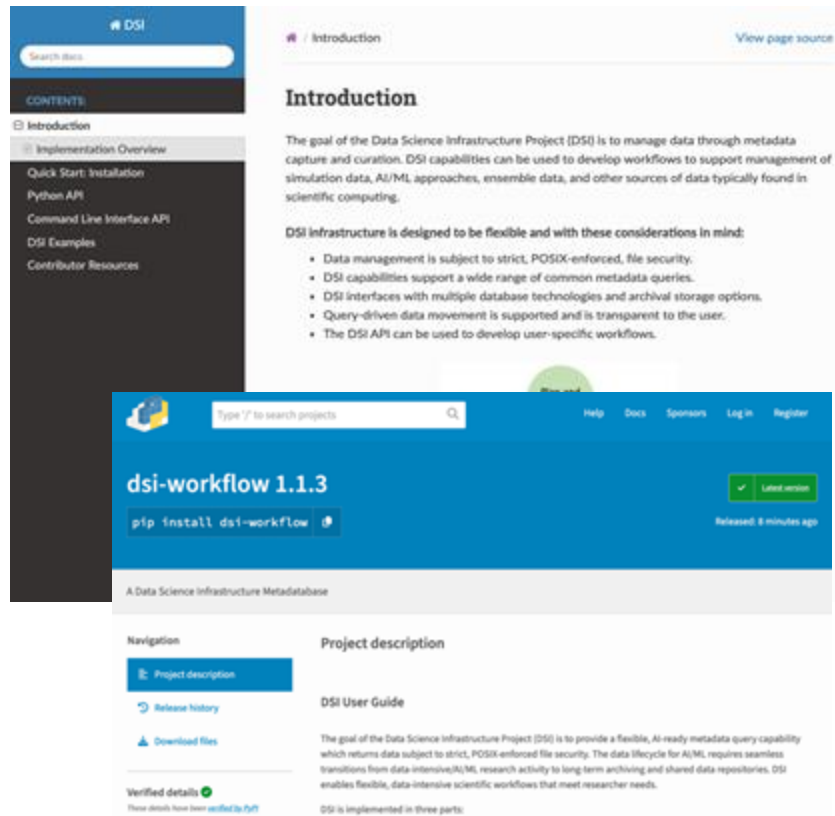 DSI
Search docs
CONTENTS:
Introduction
Implementation Overview
Quick Start: Installation
Python API
Command Line Interface API
DSI Examples
Contributor Resources
/ Introduction
View page source
Introduction
The goal of the Data Science Infrastructure Project (DSI) is to manage data through metadata
capture and curation. DSI capabilities can be used to develop workflows to support management of
simulation data, AI/ML approaches, ensemble data, and other sources of data typically found in
scientific computing.
DSI infrastructure is designed to be flexible and with these considerations in mind:
• Data management is subject to strict, POSIX-enforced, file security.
• DSI capabilities support a wide range of common metadata queries.
• DSI interfaces with multiple database technologies and archival storage options.
• Query-driven data movement is supported and is transparent to the user.
• The DSI API can be used to develop user-specific workflows.
Type '/' to search projects
Help Docs Sponsors Log in Register
dsi-workflow 1.1.3
Latest version
pip install dsi-workflow
Released: 8 minutes ago
A Data Science Infrastructure Metadatabase
Navigation
Project description
Release history
Download files
Verified details
These details have been verified by PyPI
Project description
DSI User Guide
The goal of the Data Science Infrastructure Project (DSI) is to provide a flexible, AI-ready metadata query capability
which returns data subject to strict, POSIX-enforced file security. The data lifecycle for AI/ML requires seamless
transitions from data-intensive/AI/ML research activity to long-term archiving and shared data repositories. DSI
enables flexible, data-intensive scientific workflows that meet researcher needs.
DSI is implemented in three parts: